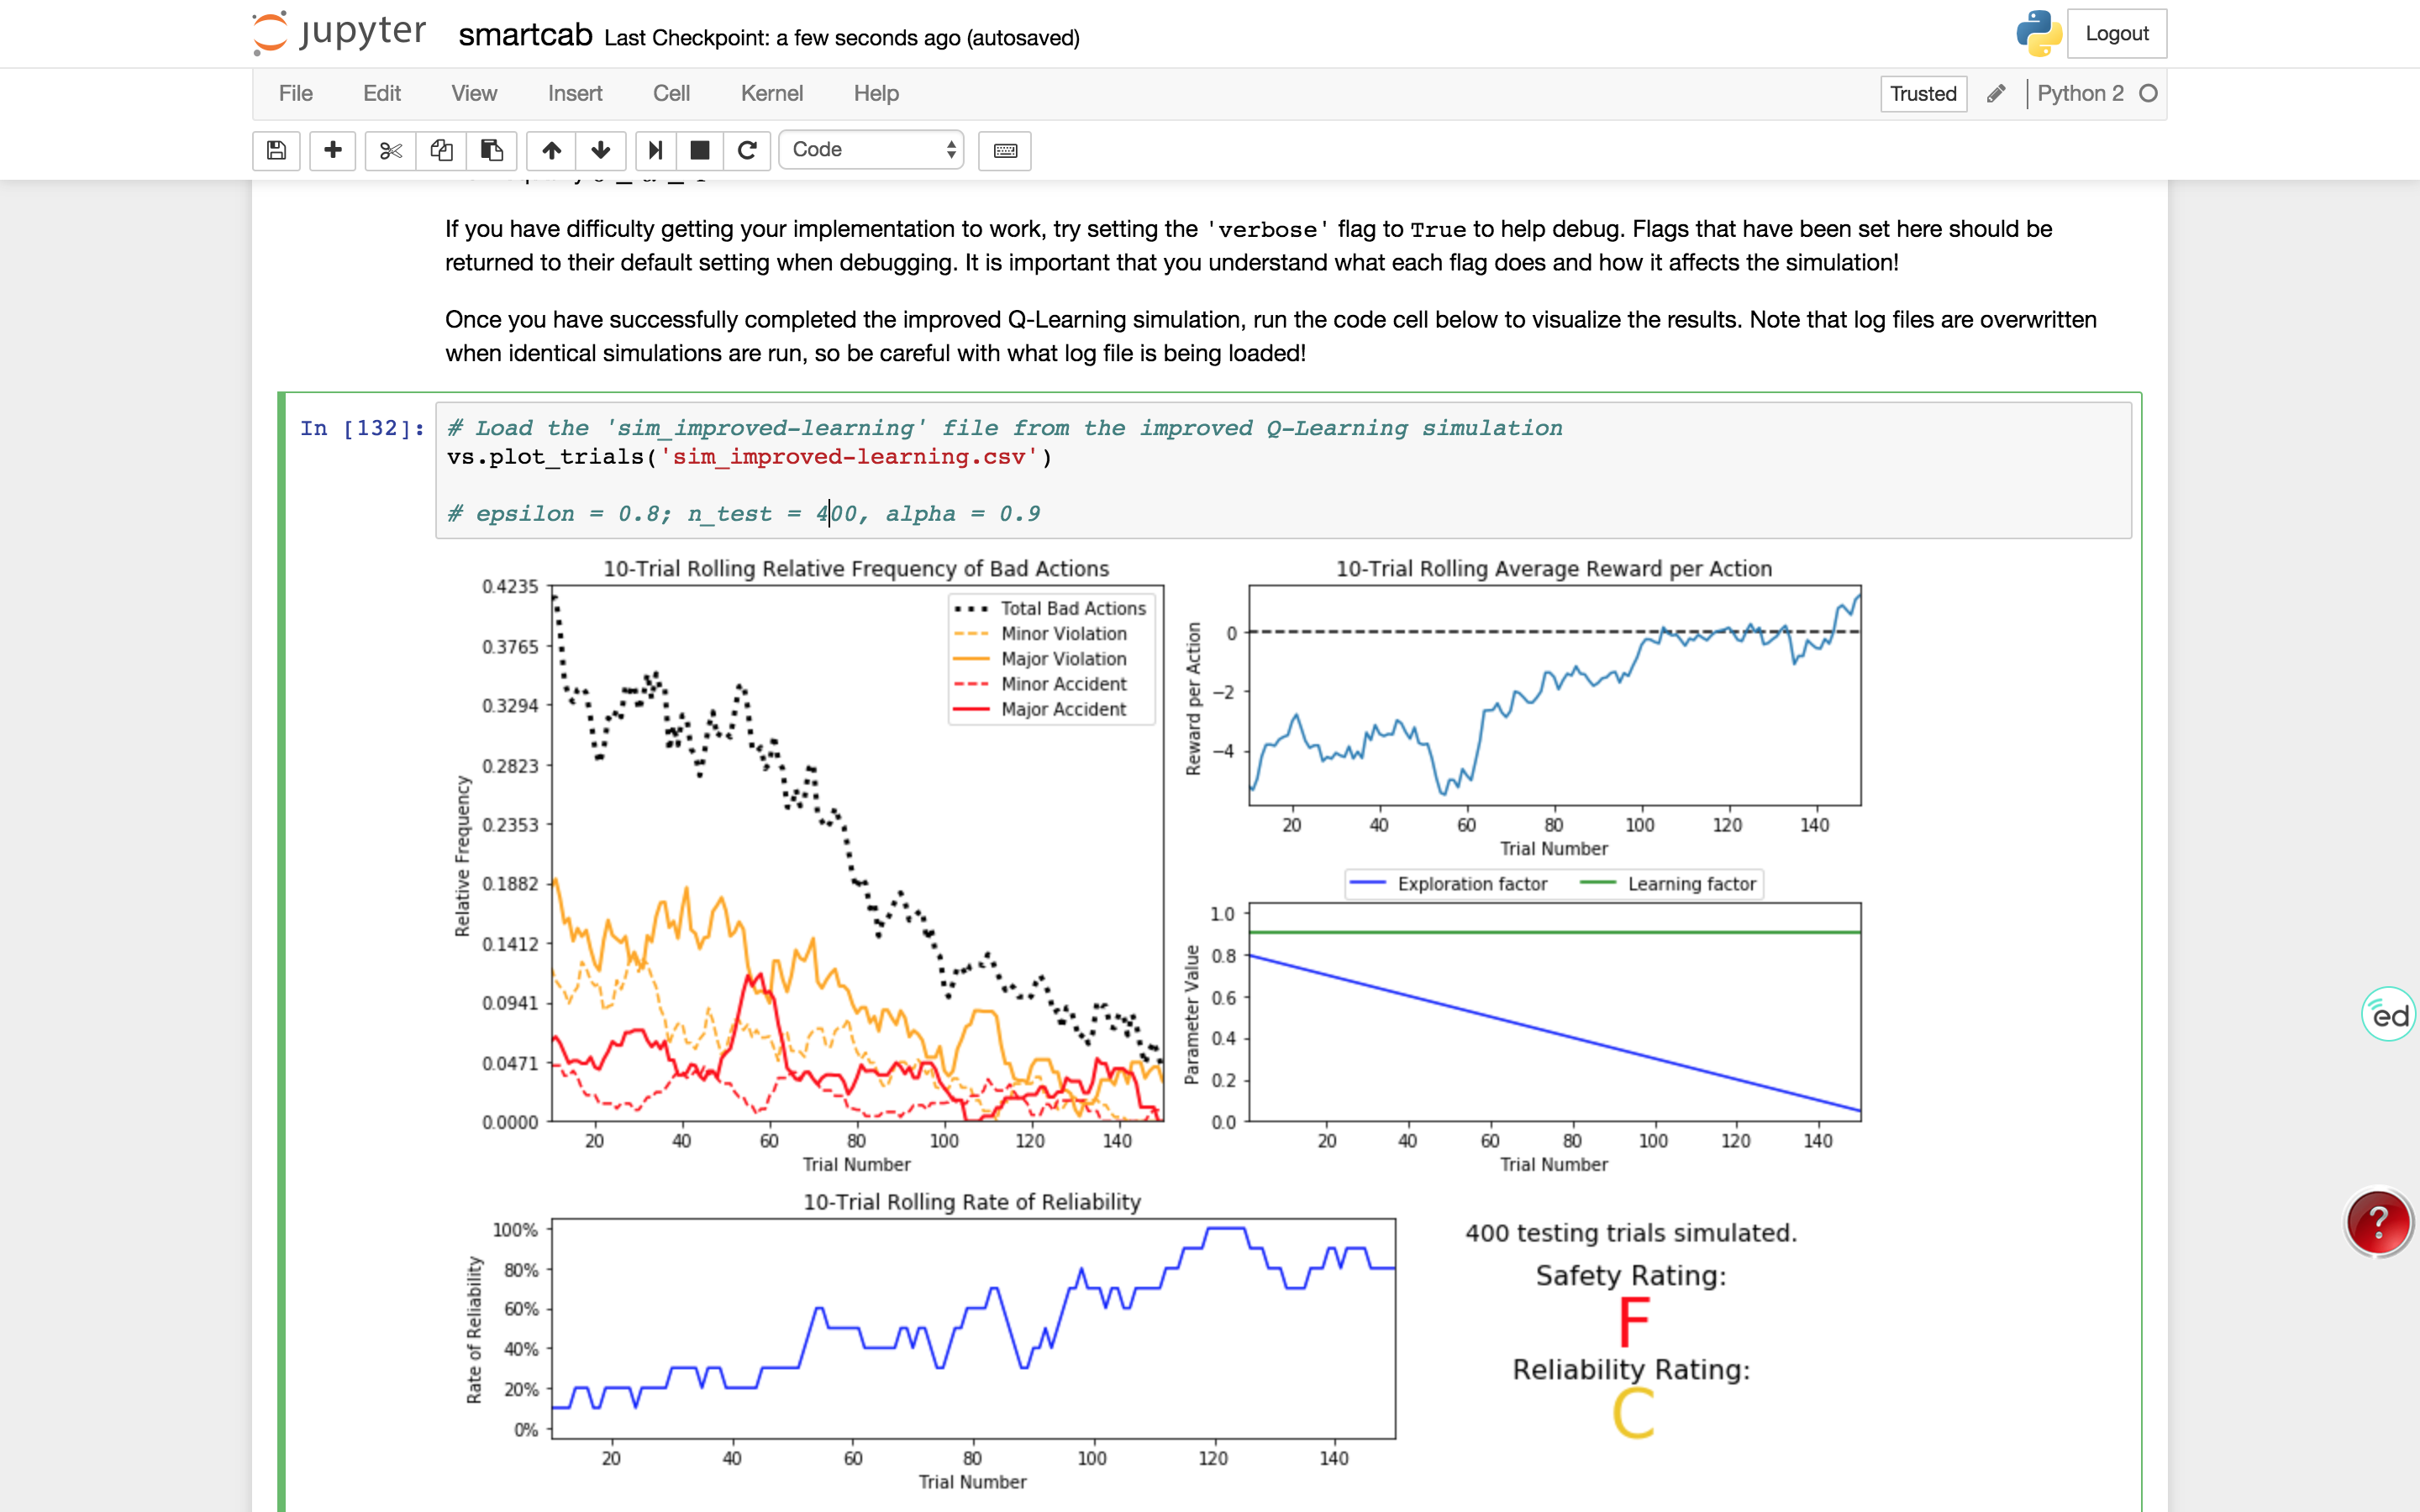 jupyter smartcab Last Checkpoint: a few seconds ago (autosaved)
Logout
File Edit View Insert Cell Kernel Help
Trusted
Python 2
Code
If you have difficulty getting your implementation to work, try setting the 'verbose' flag to True to help debug. Flags that have been set here should be
returned to their default setting when debugging. It is important that you understand what each flag does and how it affects the simulation!
Once you have successfully completed the improved Q-Learning simulation, run the code cell below to visualize the results. Note that log files are overwritten
when identical simulations are run, so be careful with what log file is being loaded!
In [132]:
# Load the 'sim_improved-learning' file from the improved Q-Learning simulation
vs.plot_trials('sim_improved-learning.csv')
# epsilon = 0.8; n_test = 400, alpha = 0.9
10-Trial Rolling Relative Frequency of Bad Actions
0.4235
0.3765
0.3294
0.2823
0.2353
0.1882
0.1412
0.0941
0.0471
0.0000
Relative Frequency
Total Bad Actions
Minor Violation
Major Violation
Minor Accident
Major Accident
20 40 60 80 100 120 140
Trial Number
10-Trial Rolling Average Reward per Action
Reward per Action
0
−2
−4
20 40 60 80 100 120 140
Trial Number
Exploration factor Learning factor
Parameter Value
1.0
0.8
0.6
0.4
0.2
0.0
20 40 60 80 100 120 140
Trial Number
10-Trial Rolling Rate of Reliability
Rate of Reliability
100%
80%
60%
40%
20%
0%
20 40 60 80 100 120 140
Trial Number
400 testing trials simulated.
Safety Rating:
F
Reliability Rating:
C
ed
?